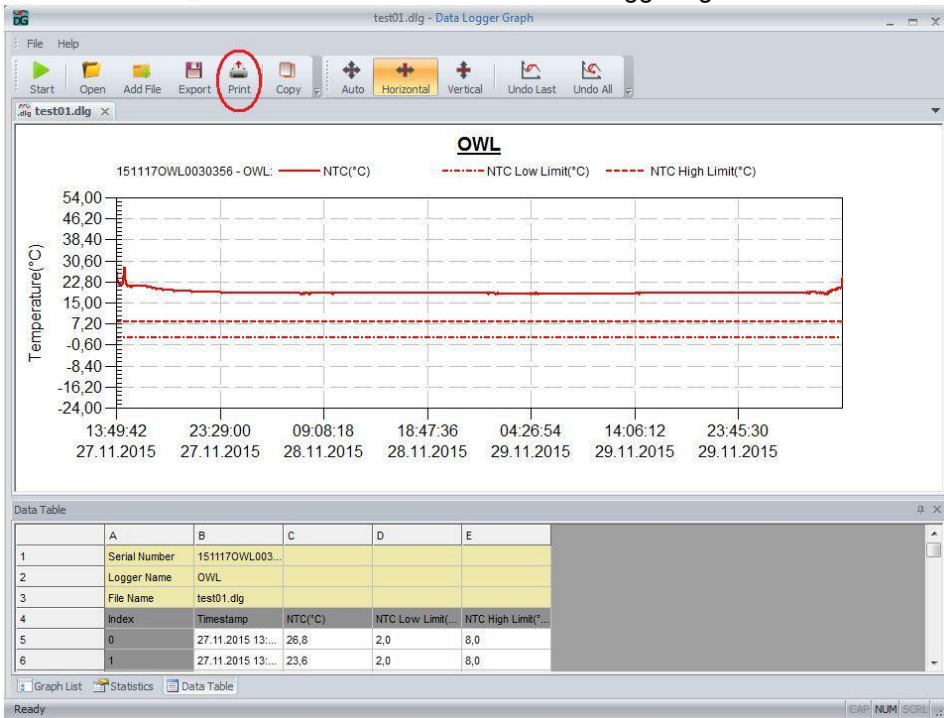 DG
test01.dlg - Data Logger Graph
File Help
Start Open Add File Export Print Copy Auto Horizontal Vertical Undo Last Undo All
.dlg test01.dlg ×
OWL
151117OWL0030356 - OWL: NTC(°C) NTC Low Limit(°C) NTC High Limit(°C)
Temperature(°C)
54,00
46,20
38,40
30,60
22,80
15,00
7,20
-0,60
-8,40
-16,20
-24,00
13:49:42 23:29:00 09:08:18 18:47:36 04:26:54 14:06:12 23:45:30
27.11.2015 27.11.2015 28.11.2015 28.11.2015 29.11.2015 29.11.2015 29.11.2015
Data Table
A B C D E
1 Serial Number 151117OWL003...
2 Logger Name OWL
3 File Name test01.dlg
4 Index Timestamp NTC(°C) NTC Low Limit(... NTC High Limit(°...
5 0 27.11.2015 13:... 26,8 2,0 8,0
6 1 27.11.2015 13:... 23,6 2,0 8,0
Graph List Statistics Data Table
Ready CAP NUM SCRL